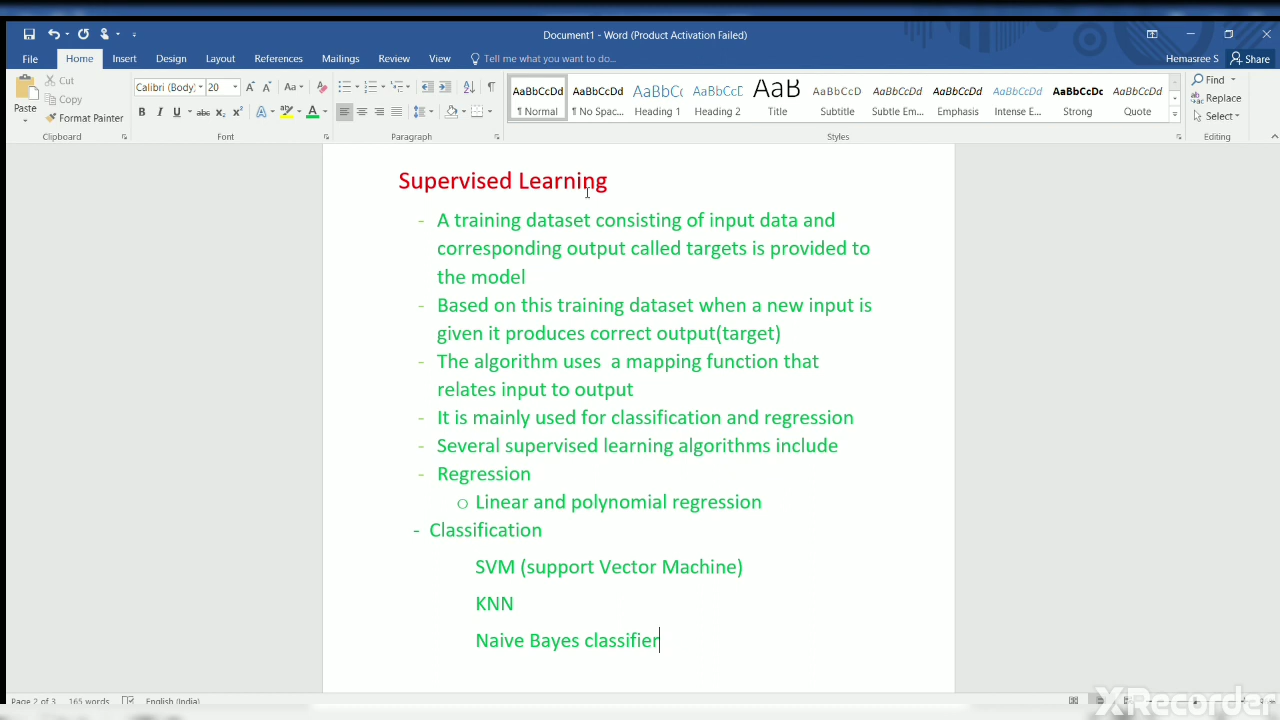 Document1 - Word (Product Activation Failed)
File Home Insert Design Layout References Mailings Review View Tell me what you want to do... Hemasree S Share
Cut
Copy
Format Painter
Paste
Calibri (Body) 20
AaBbCcDd AaBbCcDd AaBbC( AaBbCcC AaB AaBbCcD AaBbCcDd AaBbCcDd AaBbCcDd AaBbCcDc AaBbCcDd
¶ Normal ¶ No Spac... Heading 1 Heading 2 Title Subtitle Subtle Em... Emphasis Intense E... Strong Quote
Find
Replace
Select
Clipboard Font Paragraph Styles Editing
Supervised Learning
- A training dataset consisting of input data and
corresponding output called targets is provided to
the model
- Based on this training dataset when a new input is
given it produces correct output(target)
- The algorithm uses a mapping function that
relates input to output
- It is mainly used for classification and regression
- Several supervised learning algorithms include
- Regression
o Linear and polynomial regression
- Classification
SVM (support Vector Machine)
KNN
Naive Bayes classifier
Page 2 of 3 165 words English (India)
XRecorder